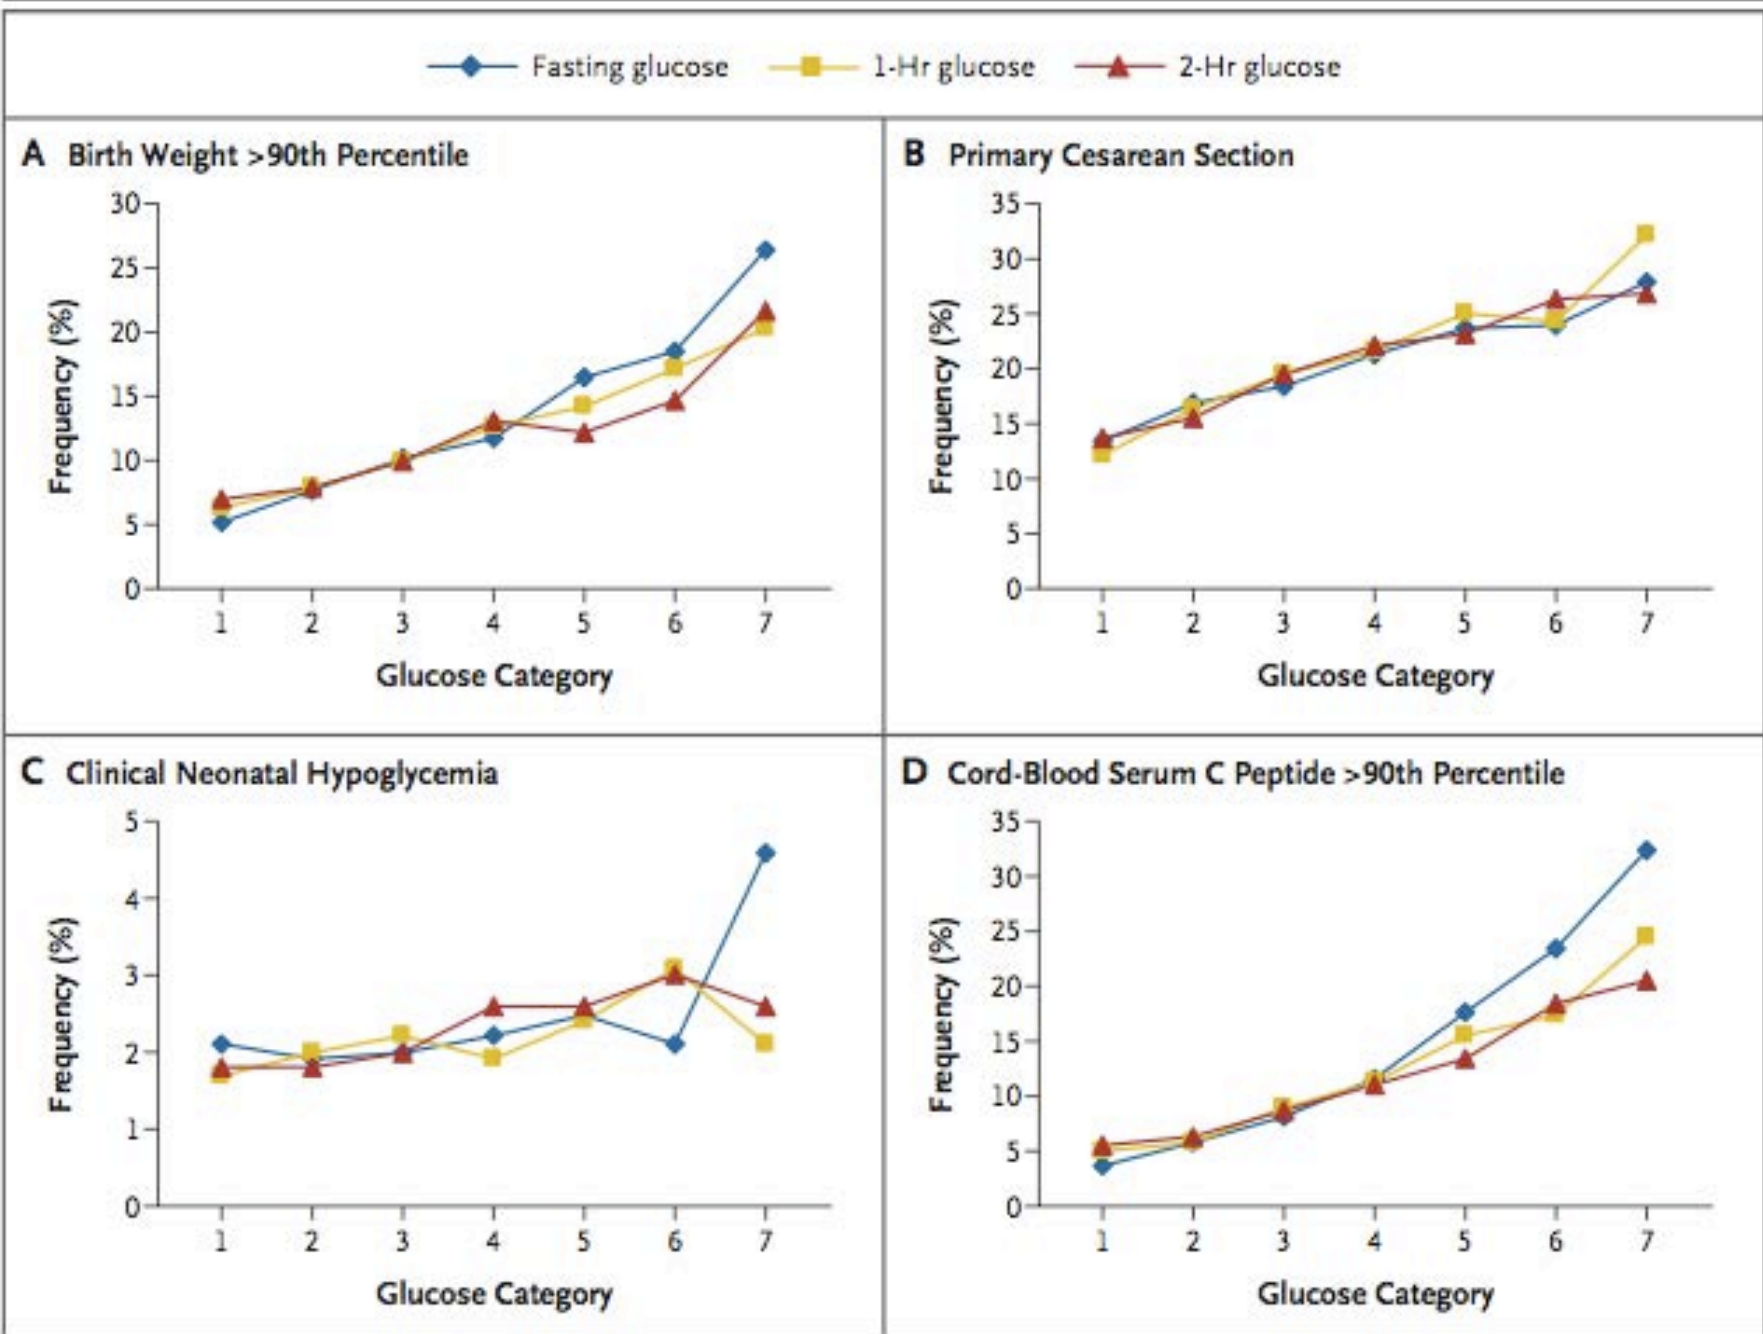 Fasting glucose 1-Hr glucose 2-Hr glucose
A Birth Weight >90th Percentile
30
25
20
15
10
5
0
Frequency (%)
1 2 3 4 5 6 7
Glucose Category
B Primary Cesarean Section
35
30
25
20
15
10
5
0
Frequency (%)
1 2 3 4 5 6 7
Glucose Category
C Clinical Neonatal Hypoglycemia
5
4
3
2
1
0
Frequency (%)
1 2 3 4 5 6 7
Glucose Category
D Cord-Blood Serum C Peptide >90th Percentile
35
30
25
20
15
10
5
0
Frequency (%)
1 2 3 4 5 6 7
Glucose Category